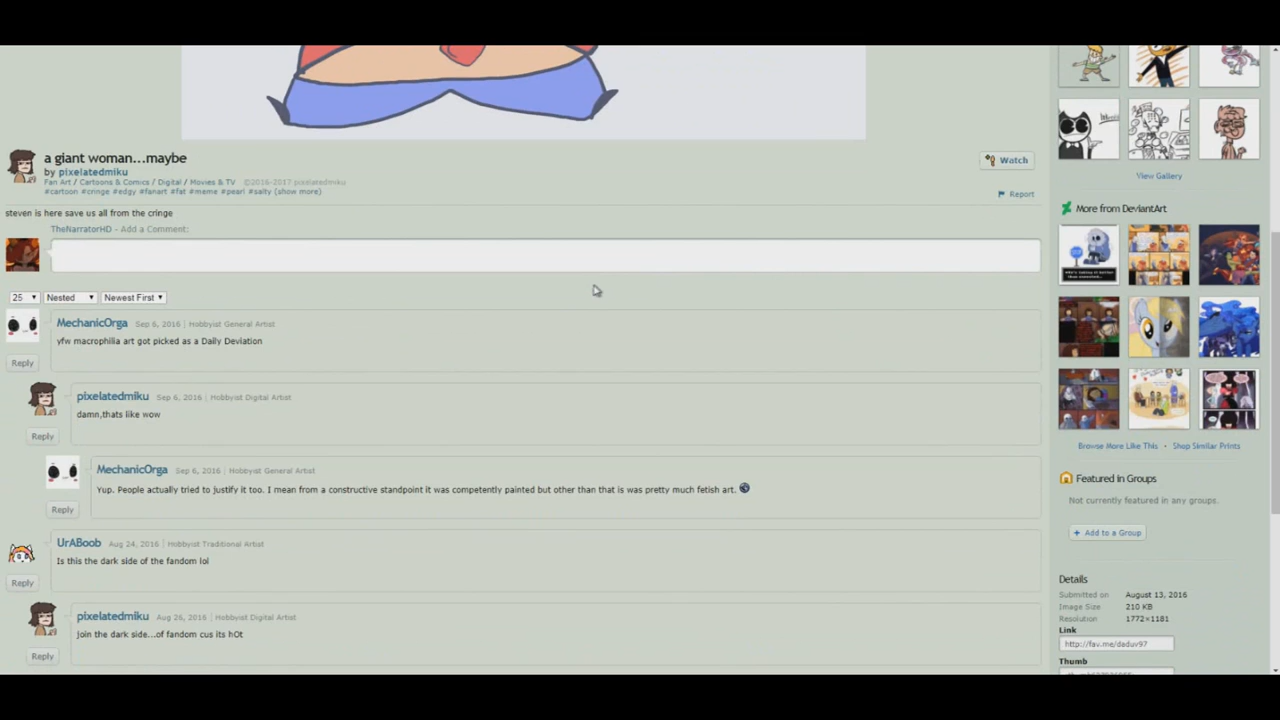 a giant woman...maybe
by pixelatedmiku
Fan Art / Cartoons & Comics / Digital / Movies & TV ©2016-2017 pixelatedmiku
#cartoon #cringe #edgy #fanart #fat #meme #pearl #salty (show more)
Watch
Report
steven is here save us all from the cringe
TheNarratorHD - Add a Comment:
25 Nested Newest First
MechanicOrga Sep 6, 2016 | Hobbyist General Artist
yfw macrophilia art got picked as a Daily Deviation
Reply
pixelatedmiku Sep 6, 2016 | Hobbyist Digital Artist
damn,thats like wow
Reply
MechanicOrga Sep 6, 2016 | Hobbyist General Artist
Yup. People actually tried to justify it too. I mean from a constructive standpoint it was competently painted but other than that is was pretty much fetish art.
Reply
UrABoob Aug 24, 2016 | Hobbyist Traditional Artist
Is this the dark side of the fandom lol
Reply
pixelatedmiku Aug 26, 2016 | Hobbyist Digital Artist
join the dark side...of fandom cus its hOt
Reply
View Gallery
More from DeviantArt
Browse More Like This · Shop Similar Prints
Featured in Groups
Not currently featured in any groups.
+ Add to a Group
Details
Submitted on August 13, 2016
Image Size 210 KB
Resolution 1772×1181
Link
http://fav.me/daduv97
Thumb